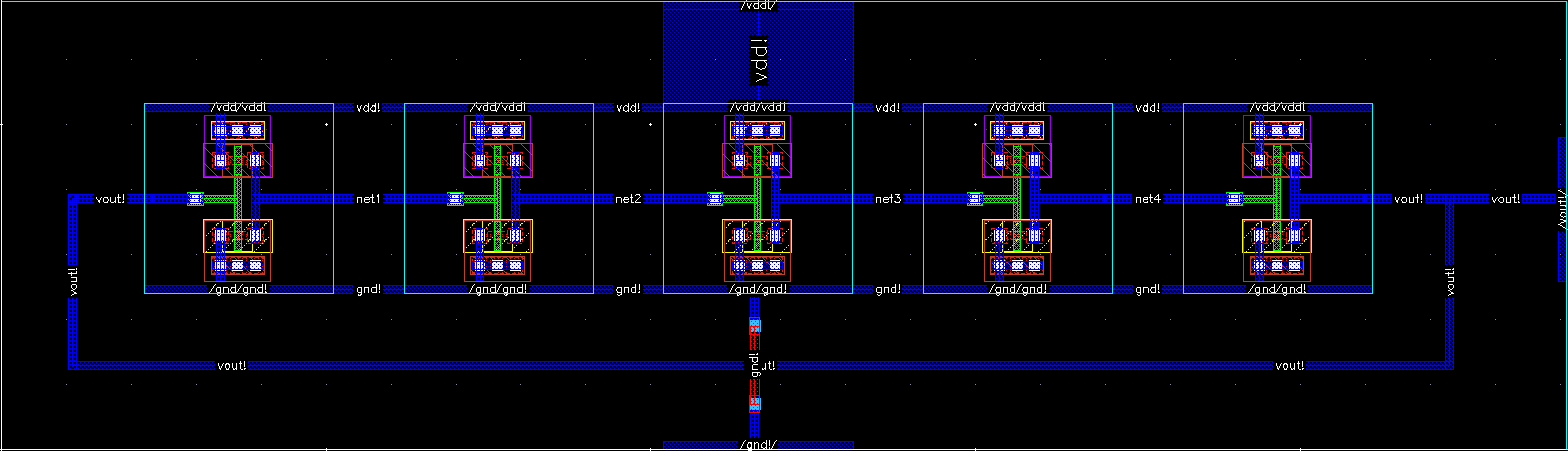 /vdd!/
vdd!
/vdd/vdd! vdd! /vdd/vdd! vdd! /vdd/vdd! vdd! /vdd/vdd! vdd! /vdd/vdd!
vout! net1 net2 net3 net4 vout! vout! /vout!/
vout! vout!
/gnd/gnd! gnd! /gnd/gnd! gnd! /gnd/gnd! gnd! /gnd/gnd! gnd! /gnd/gnd!
vout! gnd! ut! vout!
/gnd!/